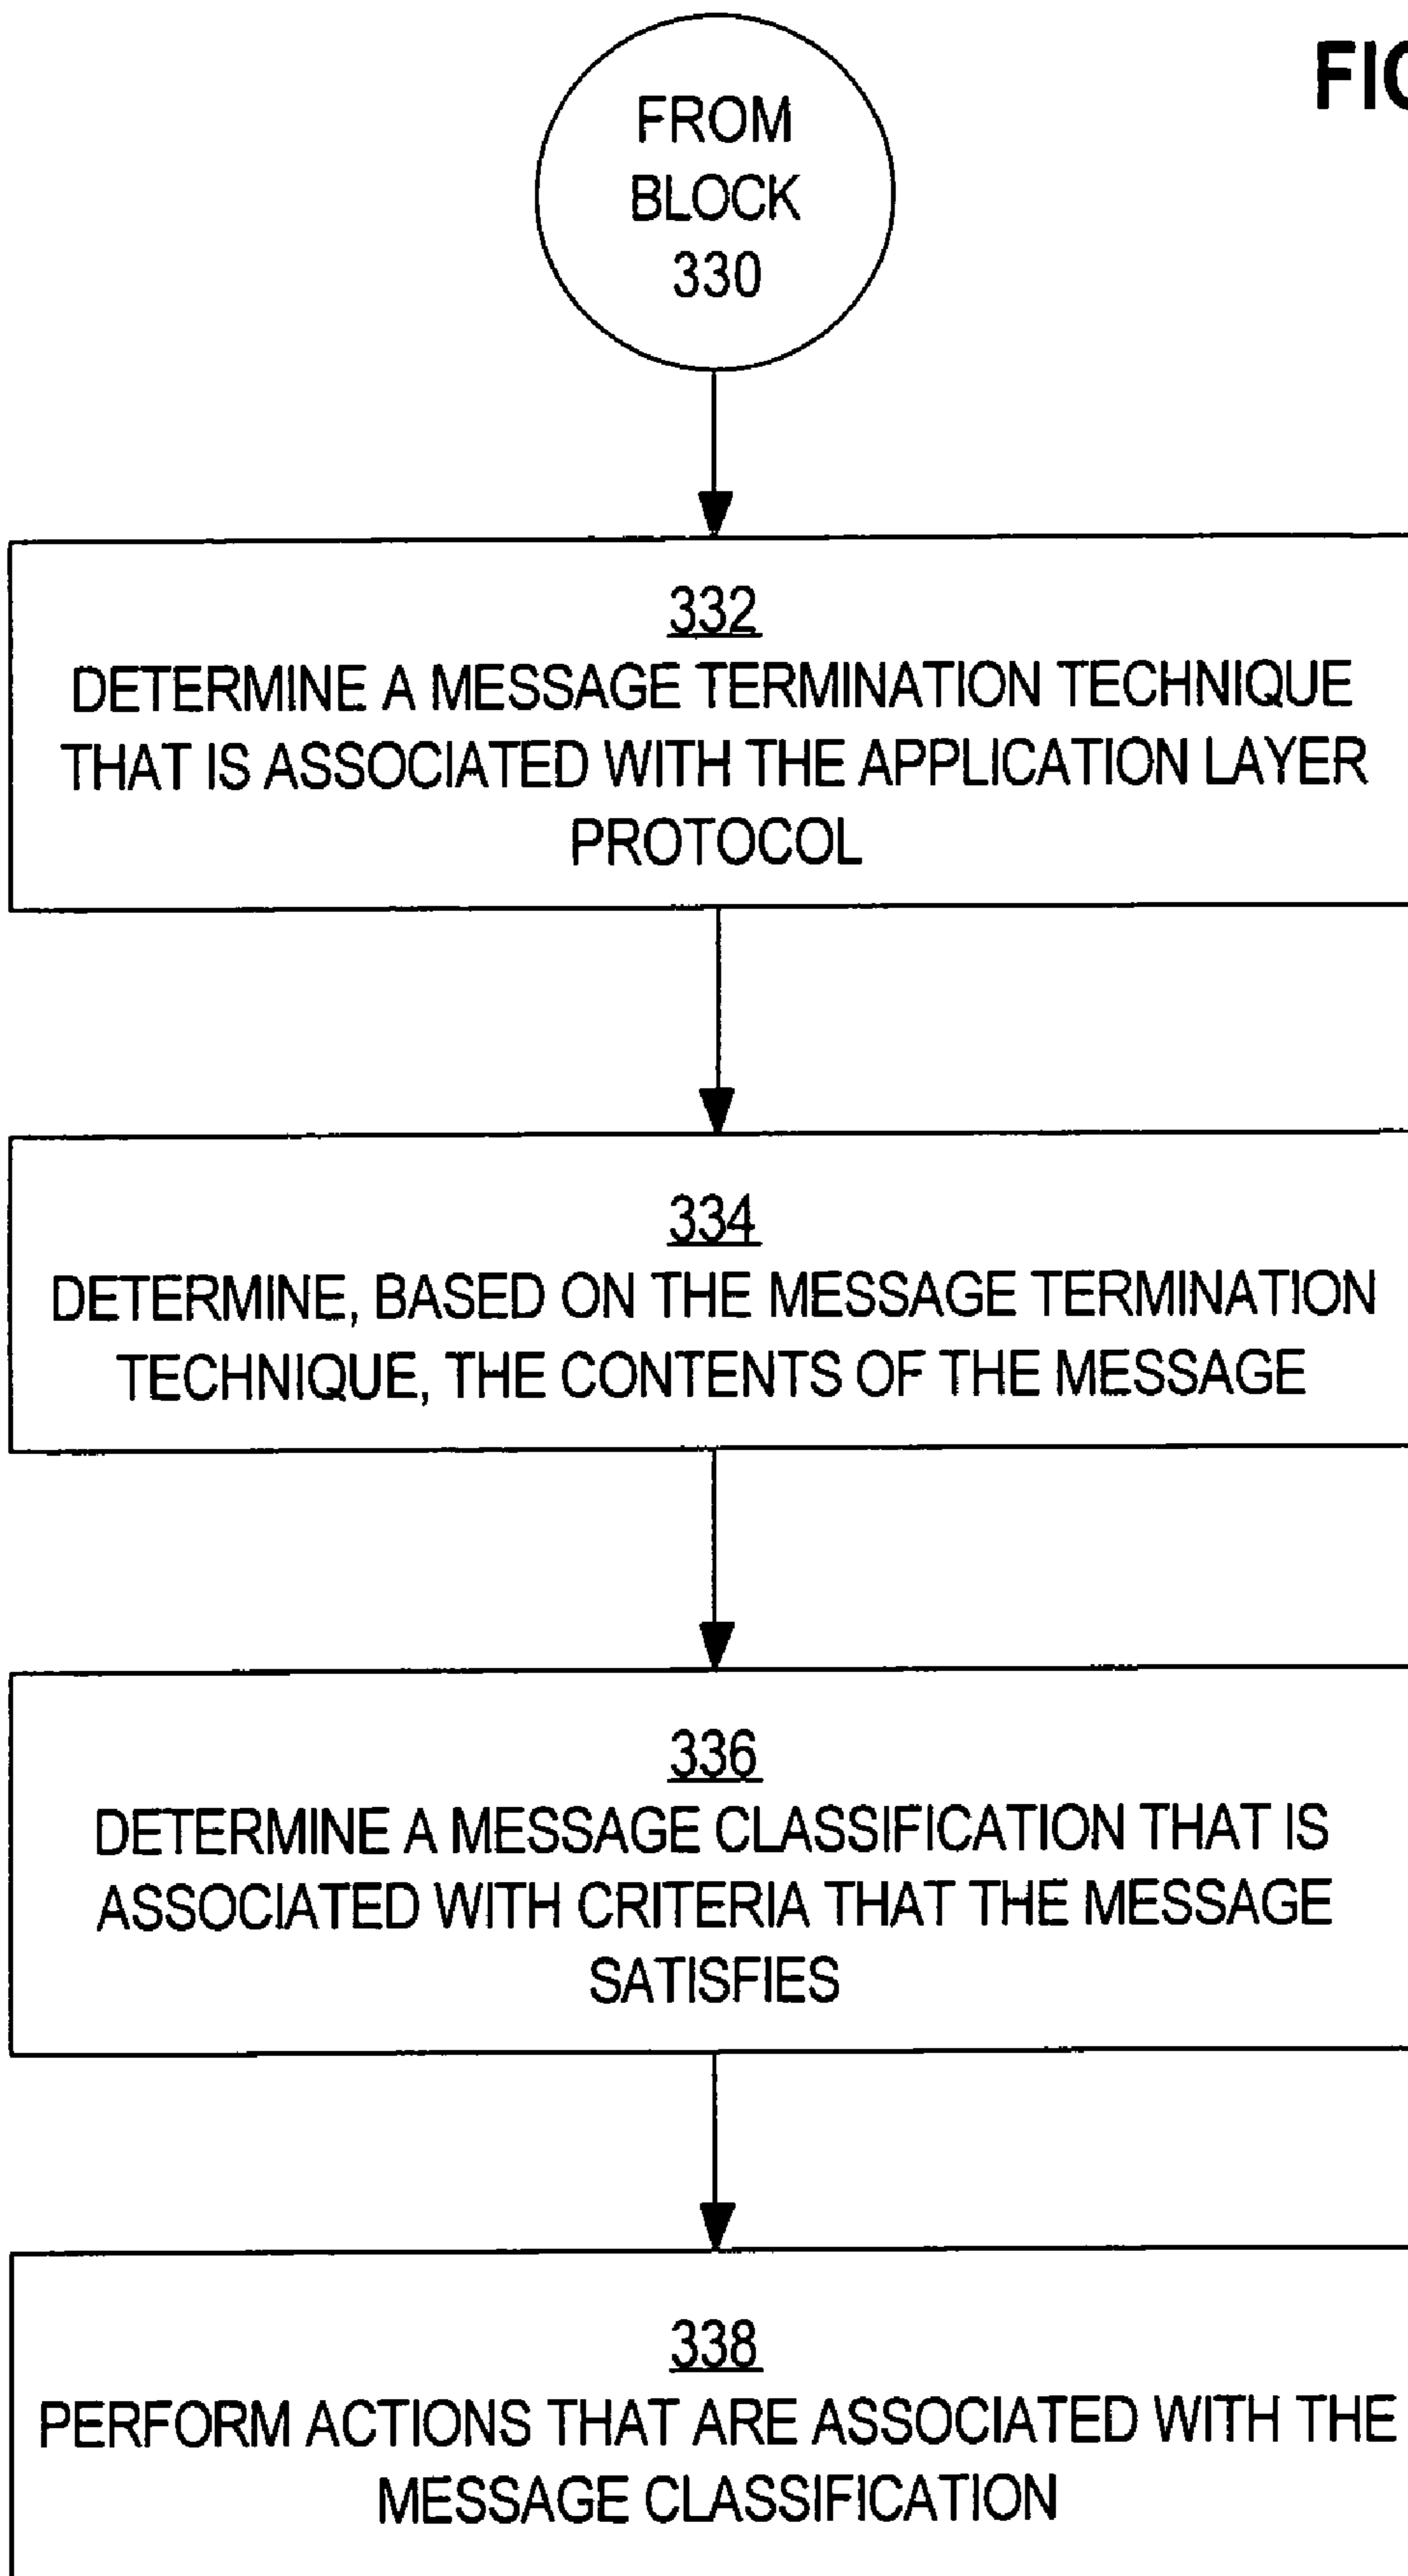 FROM
BLOCK
330
332
DETERMINE A MESSAGE TERMINATION TECHNIQUE
THAT IS ASSOCIATED WITH THE APPLICATION LAYER
PROTOCOL
334
DETERMINE, BASED ON THE MESSAGE TERMINATION
TECHNIQUE, THE CONTENTS OF THE MESSAGE
336
DETERMINE A MESSAGE CLASSIFICATION THAT IS
ASSOCIATED WITH CRITERIA THAT THE MESSAGE
SATISFIES
338
PERFORM ACTIONS THAT ARE ASSOCIATED WITH THE
MESSAGE CLASSIFICATION